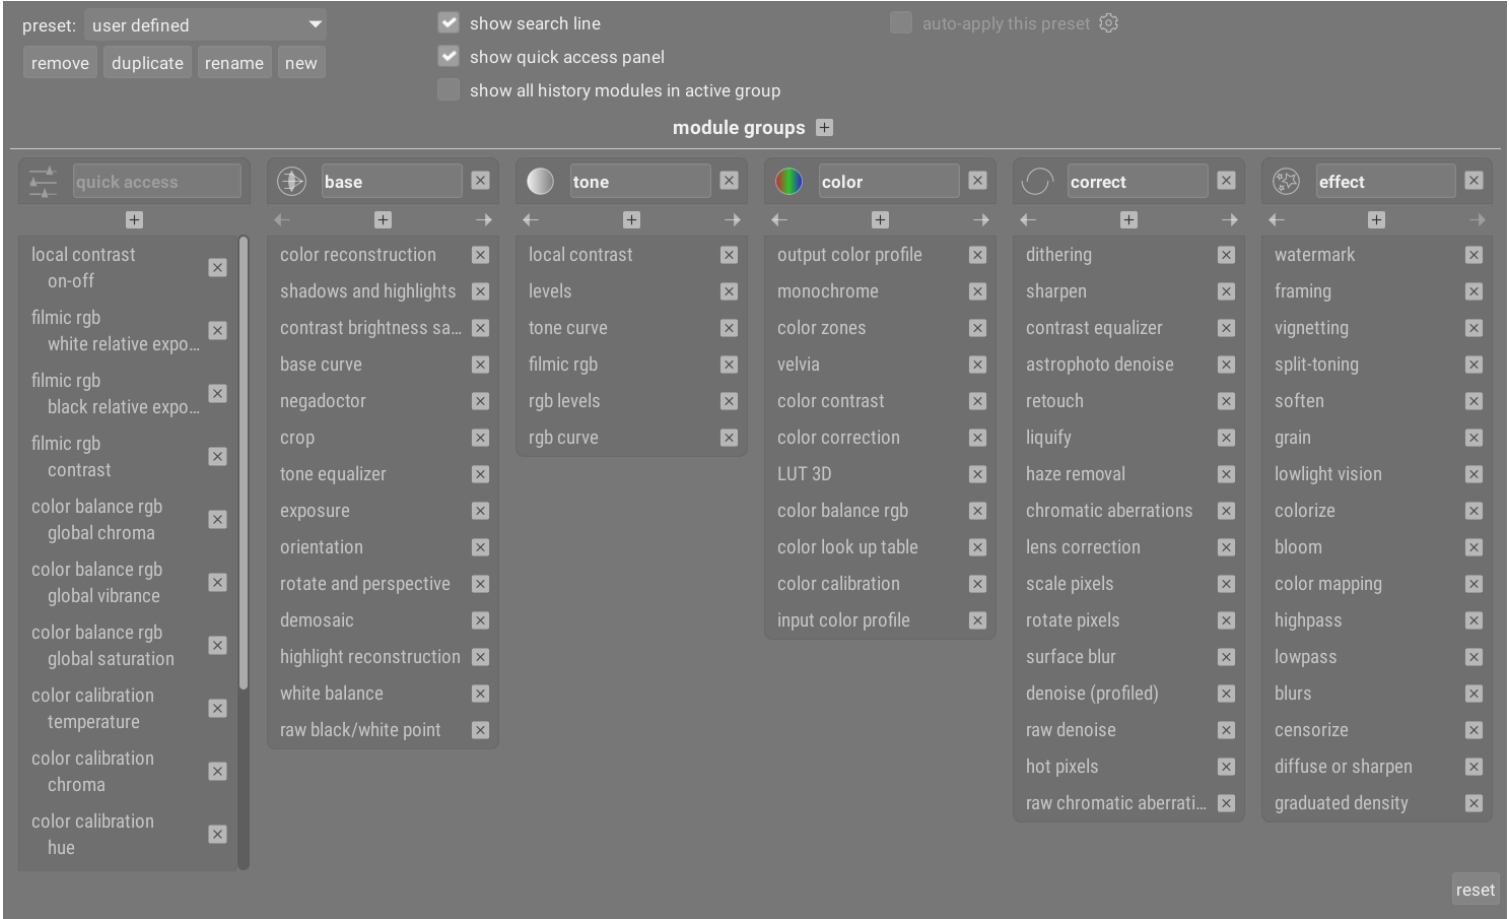 preset: user defined
remove duplicate rename new
show search line
show quick access panel
show all history modules in active group
auto-apply this preset
module groups
quick access
local contrast
on-off
filmic rgb
white relative expo...
filmic rgb
black relative expo...
filmic rgb
contrast
color balance rgb
global chroma
color balance rgb
global vibrance
color balance rgb
global saturation
color calibration
temperature
color calibration
chroma
color calibration
hue
base
color reconstruction
shadows and highlights
contrast brightness sa...
base curve
negadoctor
crop
tone equalizer
exposure
orientation
rotate and perspective
demosaic
highlight reconstruction
white balance
raw black/white point
tone
local contrast
levels
tone curve
filmic rgb
rgb levels
rgb curve
color
output color profile
monochrome
color zones
velvia
color contrast
color correction
LUT 3D
color balance rgb
color look up table
color calibration
input color profile
correct
dithering
sharpen
contrast equalizer
astrophoto denoise
retouch
liquify
haze removal
chromatic aberrations
lens correction
scale pixels
rotate pixels
surface blur
denoise (profiled)
raw denoise
hot pixels
raw chromatic aberrati...
effect
watermark
framing
vignetting
split-toning
soften
grain
lowlight vision
colorize
bloom
color mapping
highpass
lowpass
blurs
censorize
diffuse or sharpen
graduated density
reset